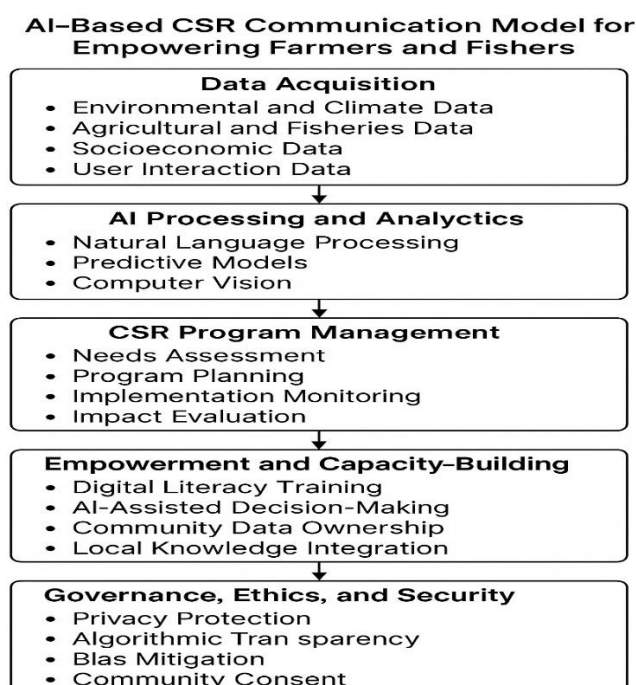 AI-Based CSR Communication Model for
Empowering Farmers and Fishers
Data Acquisition
• Environmental and Climate Data
• Agricultural and Fisheries Data
• Socioeconomic Data
• User Interaction Data
AI Processing and Analyctics
• Natural Language Processing
• Predictive Models
• Computer Vision
CSR Program Management
• Needs Assessment
• Program Planning
• Implementation Monitoring
• Impact Evaluation
Empowerment and Capacity-Building
• Digital Literacy Training
• AI-Assisted Decision-Making
• Community Data Ownership
• Local Knowledge Integration
Governance, Ethics, and Security
• Privacy Protection
• Algorithmic Tran sparency
• Blas Mitigation
• Community Consent